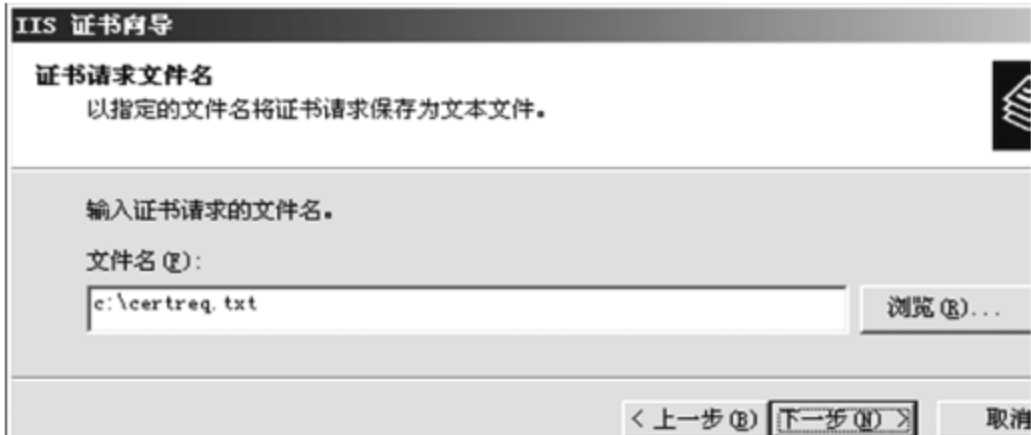 IIS 证书向导
证书请求文件名
以指定的文件名将证书请求保存为文本文件。
输入证书请求的文件名。
文件名(F):
c:\certreq.txt
浏览(R)...
< 上一步(B) 下一步(N) > 取消